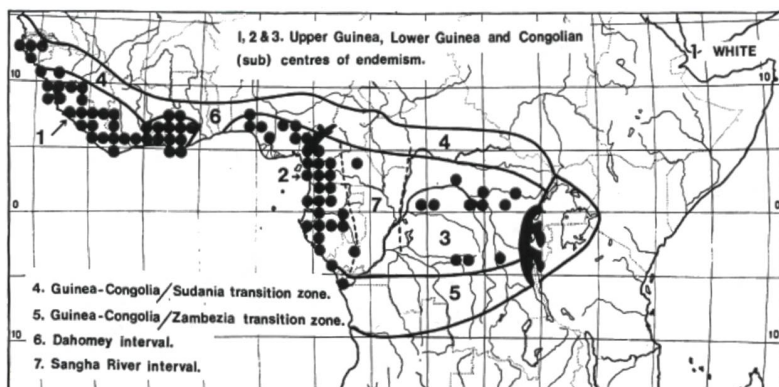 1, 2 & 3. Upper Guinea, Lower Guinea and Congolian
(sub) centres of endemism.
WHITE
10
10
4
6
1
4
2
7
0
0
3
5
4. Guinea-Congolia/Sudania transition zone.
5. Guinea-Congolia/Zambezia transition zone.
6. Dahomey interval.
7. Sangha River interval.
10
10